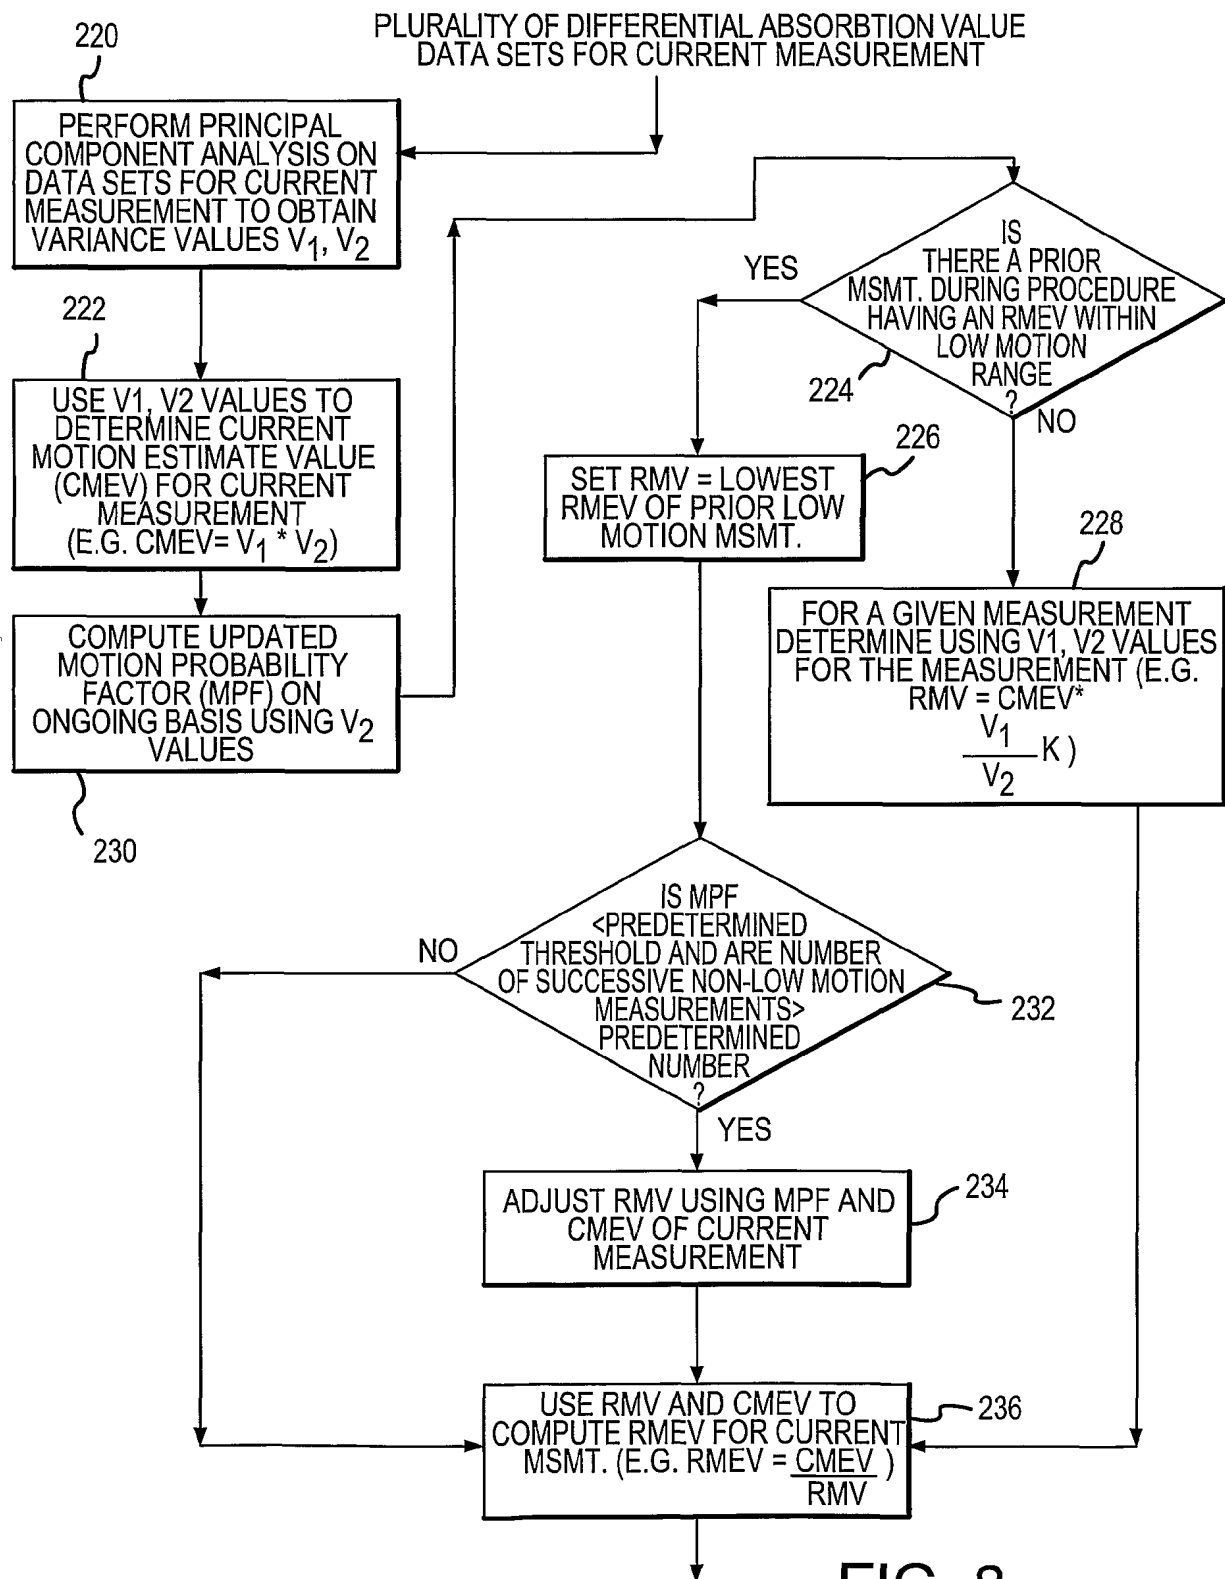 PLURALITY OF DIFFERENTIAL ABSORBTION VALUE
DATA SETS FOR CURRENT MEASUREMENT
220
PERFORM PRINCIPAL
COMPONENT ANALYSIS ON
DATA SETS FOR CURRENT
MEASUREMENT TO OBTAIN
VARIANCE VALUES V1, V2
222
USE V1, V2 VALUES TO
DETERMINE CURRENT
MOTION ESTIMATE VALUE
(CMEV) FOR CURRENT
MEASUREMENT
(E.G. CMEV= V1 * V2)
COMPUTE UPDATED
MOTION PROBABILITY
FACTOR (MPF) ON
ONGOING BASIS USING V2
VALUES
230
IS
THERE A PRIOR
MSMT. DURING PROCEDURE
HAVING AN RMEV WITHIN
LOW MOTION
RANGE
?
224
YES
NO
226
SET RMV = LOWEST
RMEV OF PRIOR LOW
MOTION MSMT.
228
FOR A GIVEN MEASUREMENT
DETERMINE USING V1, V2 VALUES
FOR THE MEASUREMENT (E.G.
RMV = CMEV*
V1
K )
V2
IS MPF
<PREDETERMINED
THRESHOLD AND ARE NUMBER
OF SUCCESSIVE NON-LOW MOTION
MEASUREMENTS>
PREDETERMINED
NUMBER
?
232
NO
YES
234
ADJUST RMV USING MPF AND
CMEV OF CURRENT
MEASUREMENT
236
USE RMV AND CMEV TO
COMPUTE RMEV FOR CURRENT
MSMT. (E.G. RMEV = CMEV )
RMV
FIG. 8